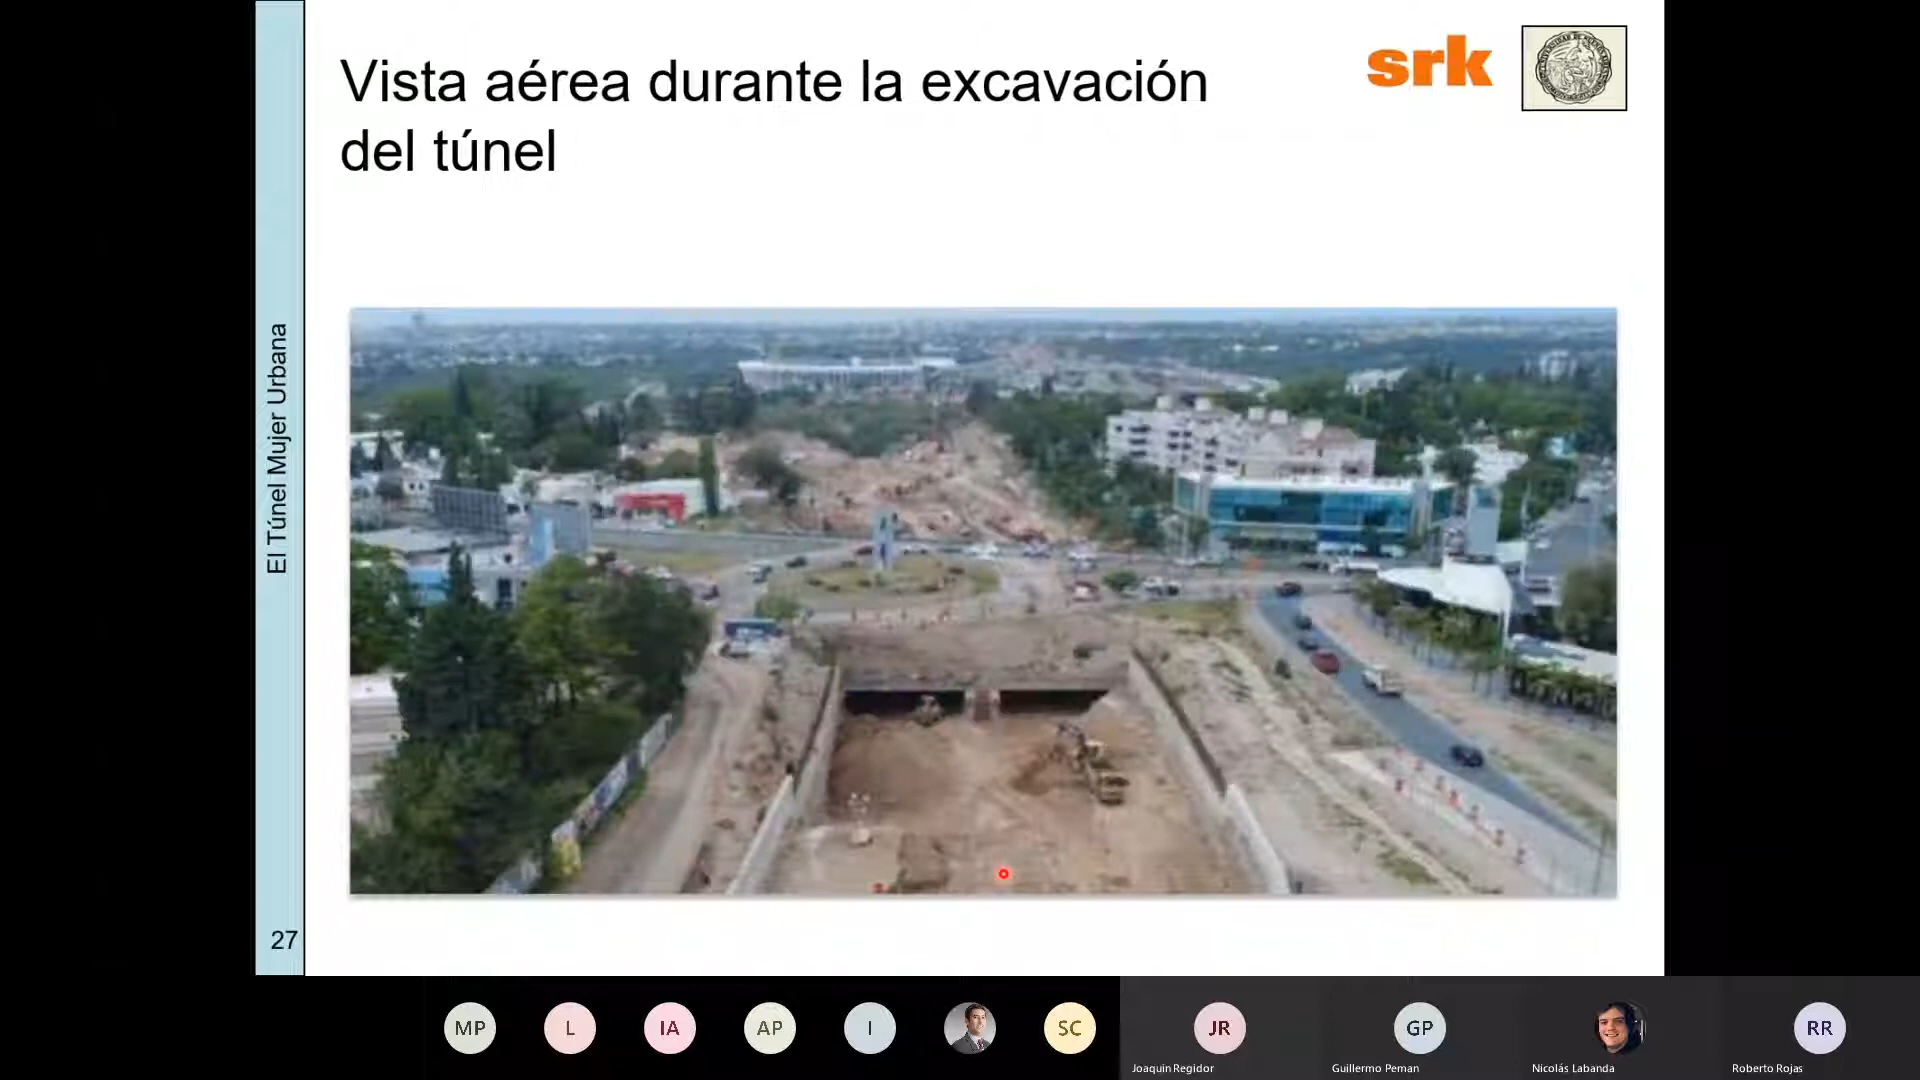 Vista aérea durante la excavación
del túnel
srk
El Túnel Mujer Urbana
27
MP
L
IA
AP
I
SC
JR
GP
RR
Joaquin Regidor
Guillermo Peman
Nicolás Labanda
Roberto Rojas